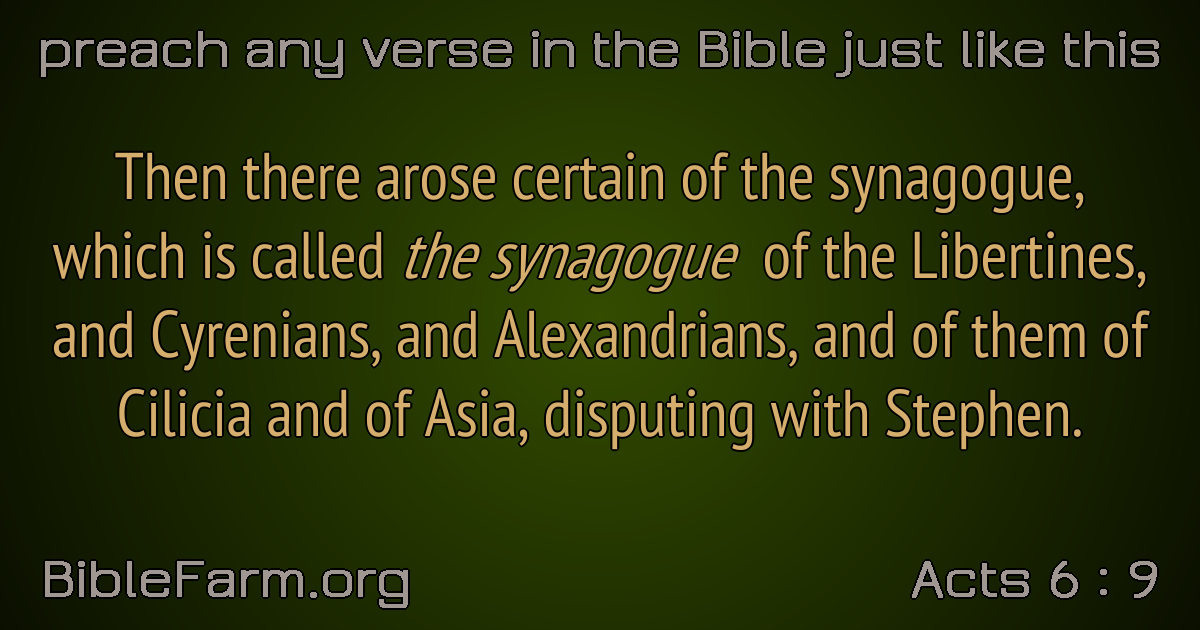 preach any verse in the Bible just like this
Then there arose certain of the synagogue,
which is called the synagogue of the Libertines,
and Cyrenians, and Alexandrians, and of them of
Cilicia and of Asia, disputing with Stephen.
BibleFarm.org
Acts 6 : 9